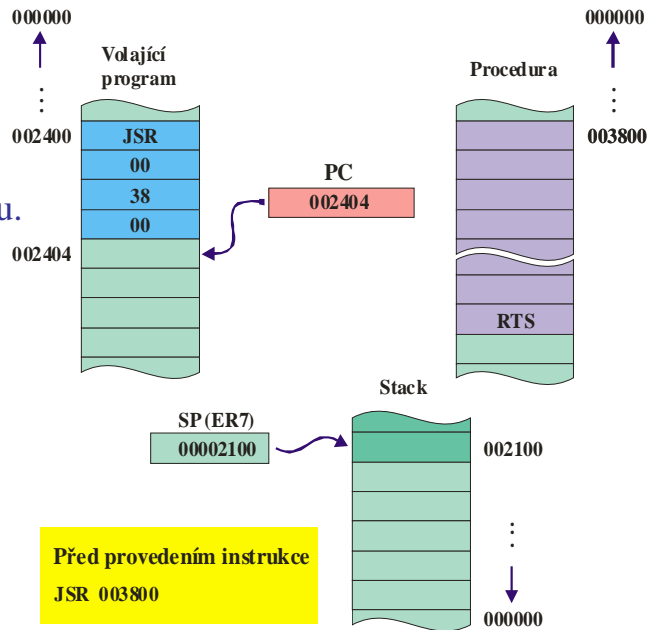 000000
000000
Volající
program
Procedura
⋮
⋮
002400
JSR
003800
00
38
PC
00
002404
u.
002404
RTS
Stack
SP (ER7)
00002100
002100
⋮
Před provedením instrukce
JSR 003800
000000